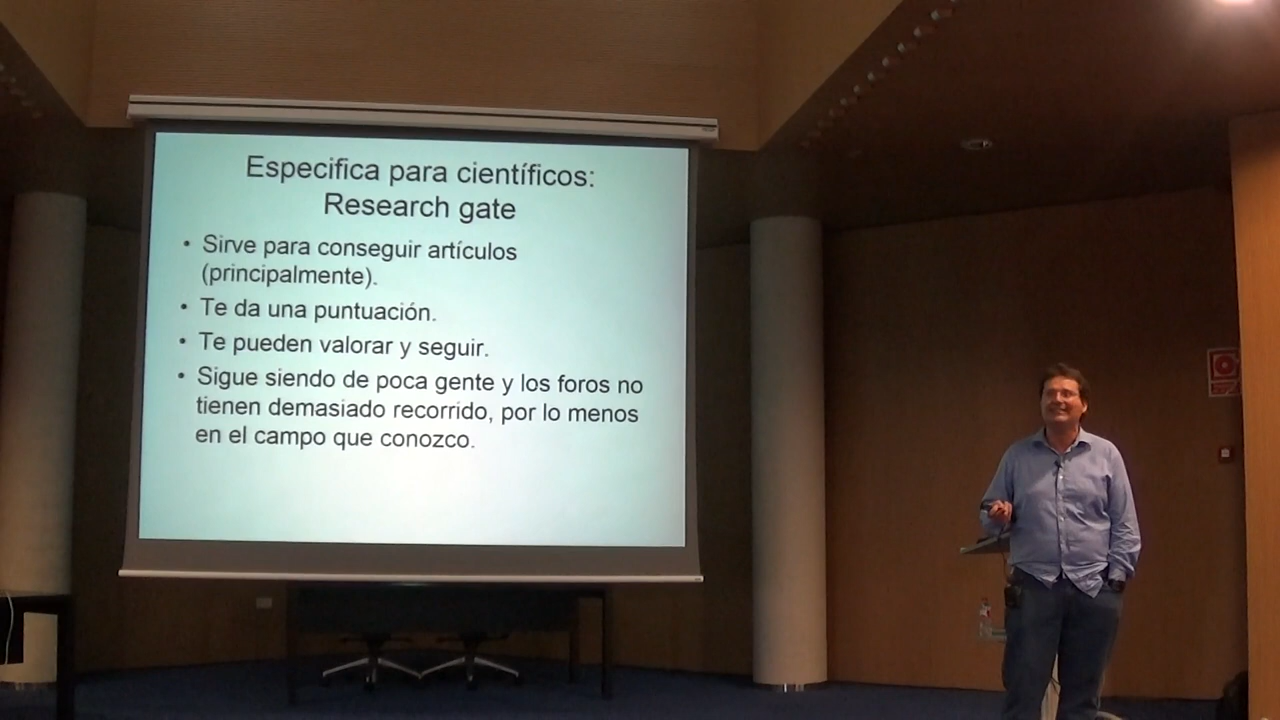 Especifica para científicos:
Research gate
• Sirve para conseguir artículos
(principalmente).
• Te da una puntuación.
• Te pueden valorar y seguir.
• Sigue siendo de poca gente y los foros no
tienen demasiado recorrido, por lo menos
en el campo que conozco.